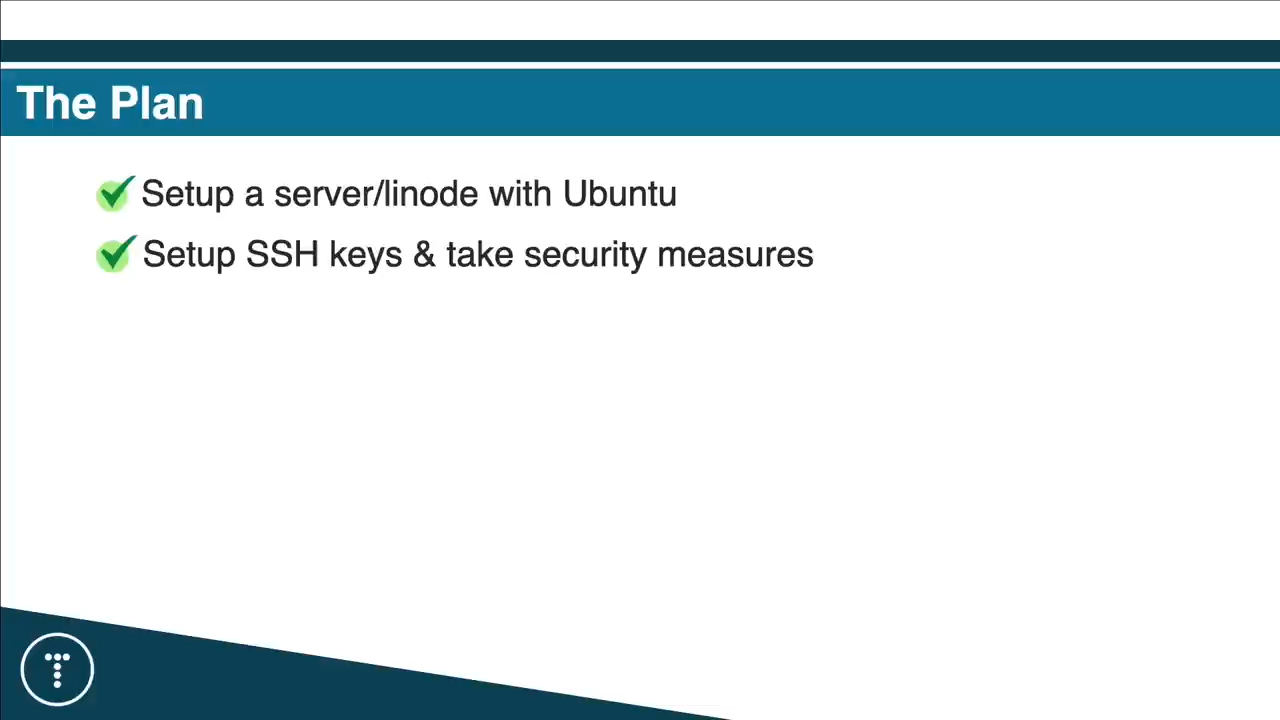 The Plan
Setup a server/linode with Ubuntu
Setup SSH keys & take security measures
T